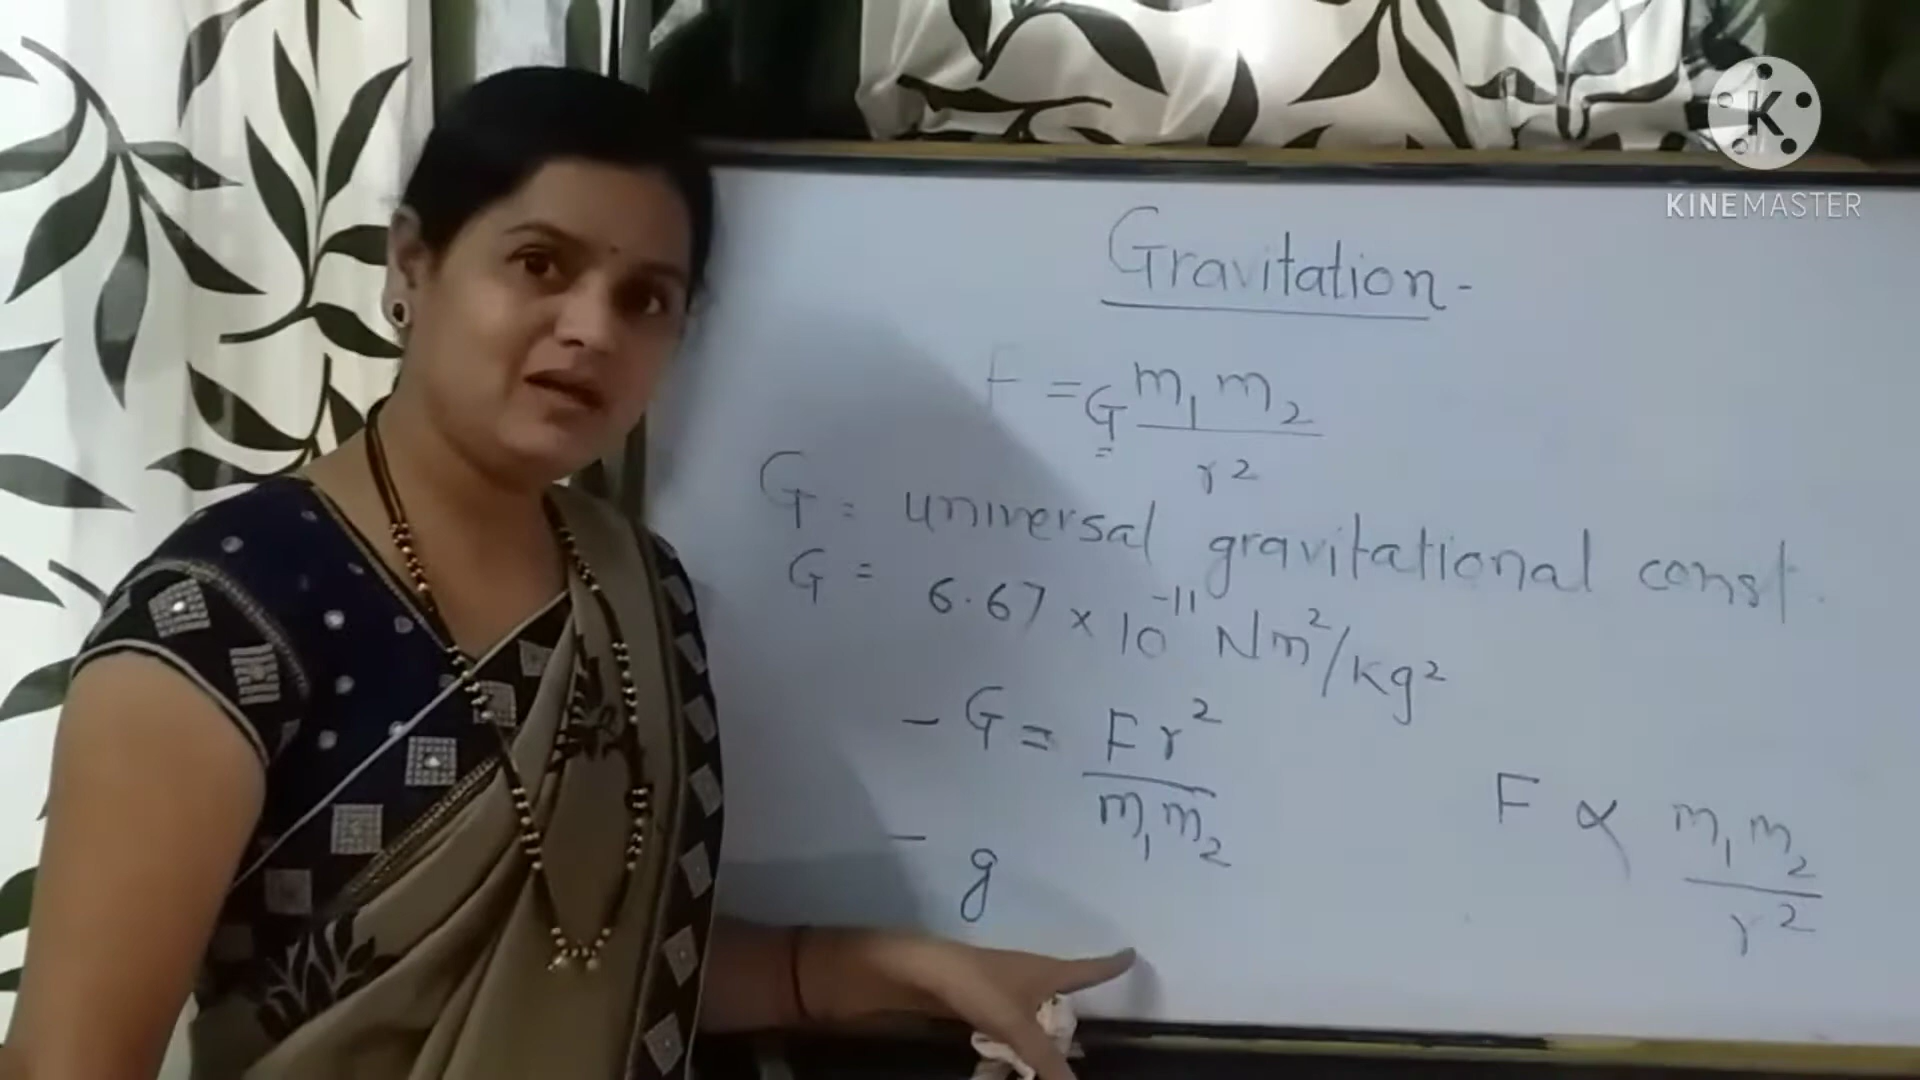 K
KINEMASTER
Gravitation -
F = G m₁ m₂ / r²
G = universal gravitational const.
G = 6.67 × 10⁻¹¹ Nm²/kg²
- G = F r² / m₁ m₂
F ∝ m₁ m₂ / r²
- g